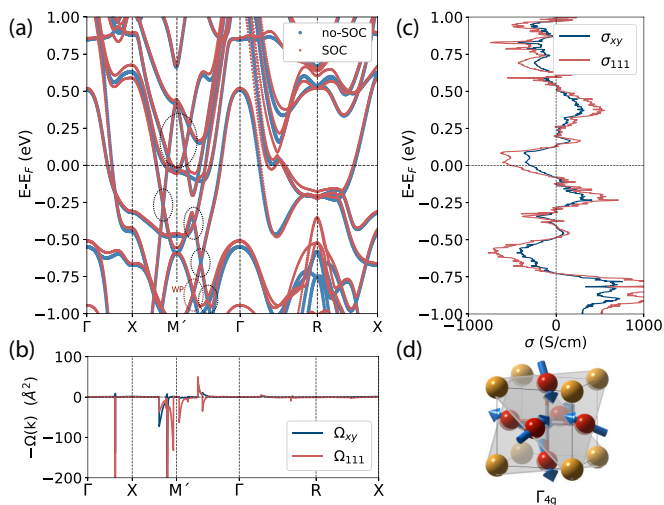 (a)
1.00
0.75
0.50
0.25
0.00
−0.25
−0.50
−0.75
−1.00
E-E_F (eV)
no-SOC
SOC
WP
Γ X M´ Γ R X
(c)
1.00
0.75
0.50
0.25
0.00
−0.25
−0.50
−0.75
−1.00
E-E_F (eV)
σ_xy
σ_111
−1000 0 1000
σ (S/cm)
(b)
100
0
−100
−200
−Ω(k) (Å²)
Ω_xy
Ω_111
Γ X M´ Γ R X
(d)
Γ_4g